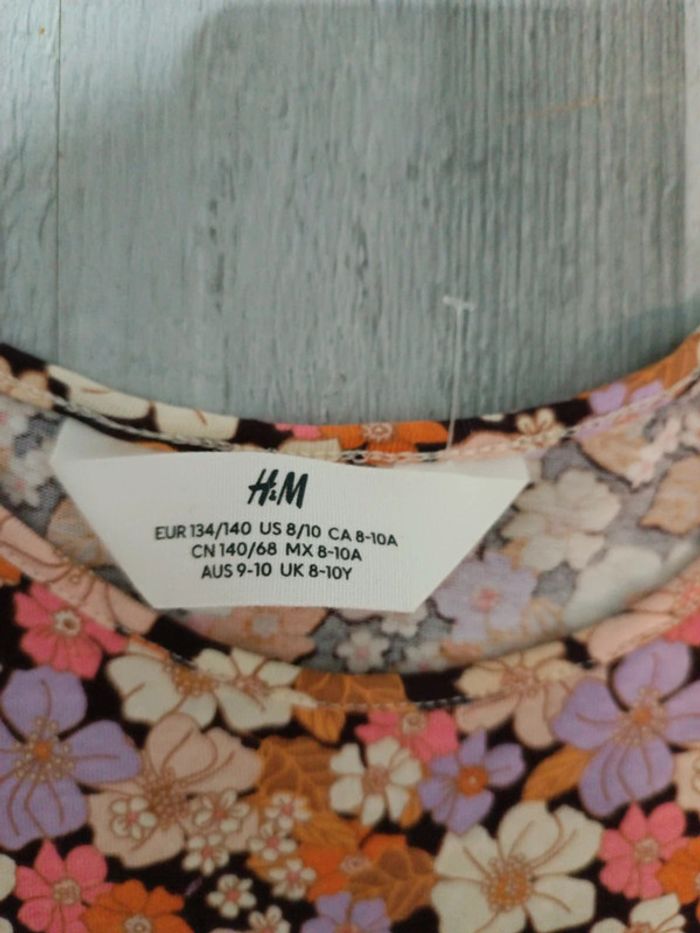 H&M
EUR 134/140 US 8/10 CA 8-10A
CN 140/68 MX 8-10A
AUS 9-10 UK 8-10Y